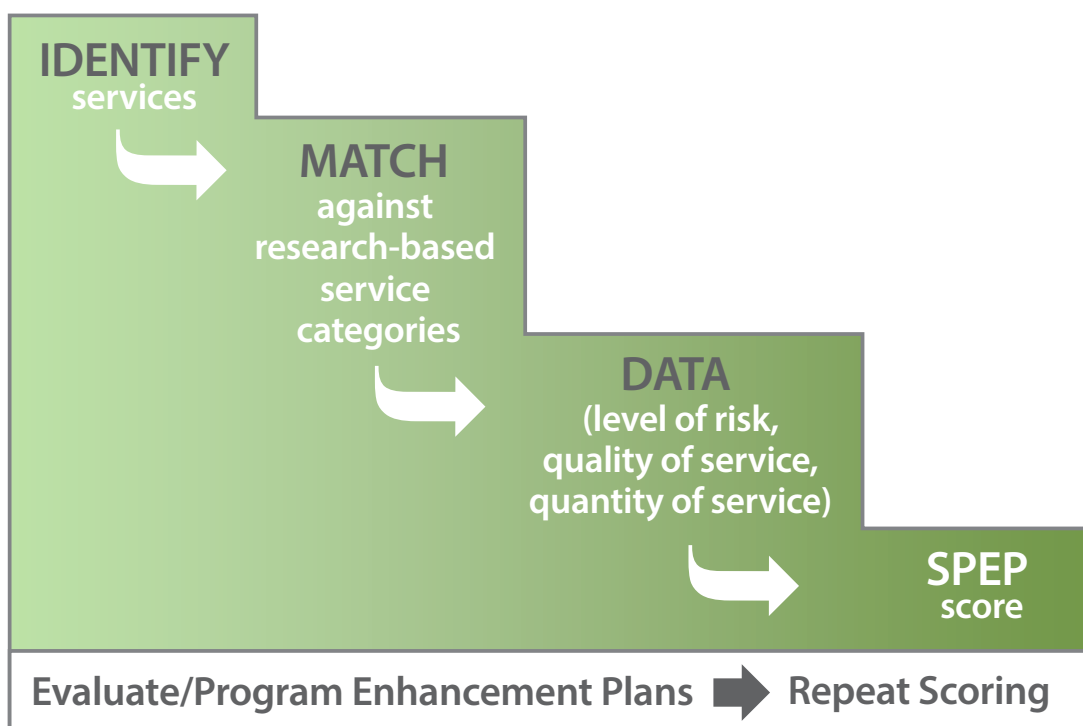 IDENTIFY
services
MATCH
against
research-based
service
categories
DATA
(level of risk,
quality of service,
quantity of service)
SPEP
score
Evaluate/Program Enhancement Plans Repeat Scoring